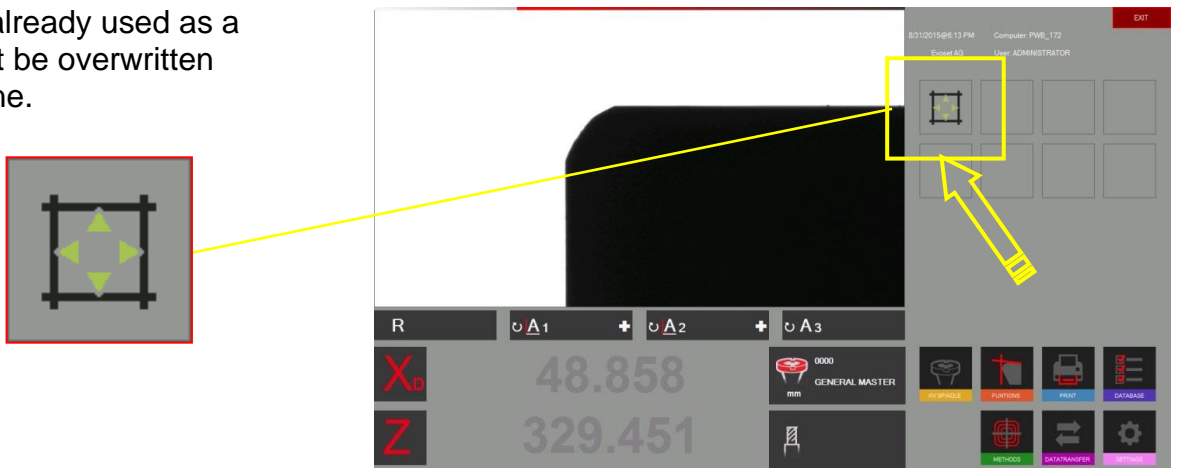 already used as a
t be overwritten
ne.
EXIT
8/31/2015@6:13 PM Computer: PWB_172
Evoset AG User: ADMINISTRATOR
R
A1
A2
A3
XD
48.858
0000
GENERAL MASTER
mm
Z
329.451
KV SPINDLE
FUNTIONS
PRINT
DATABASE
METHODS
DATATRANSFER
SETTINGS